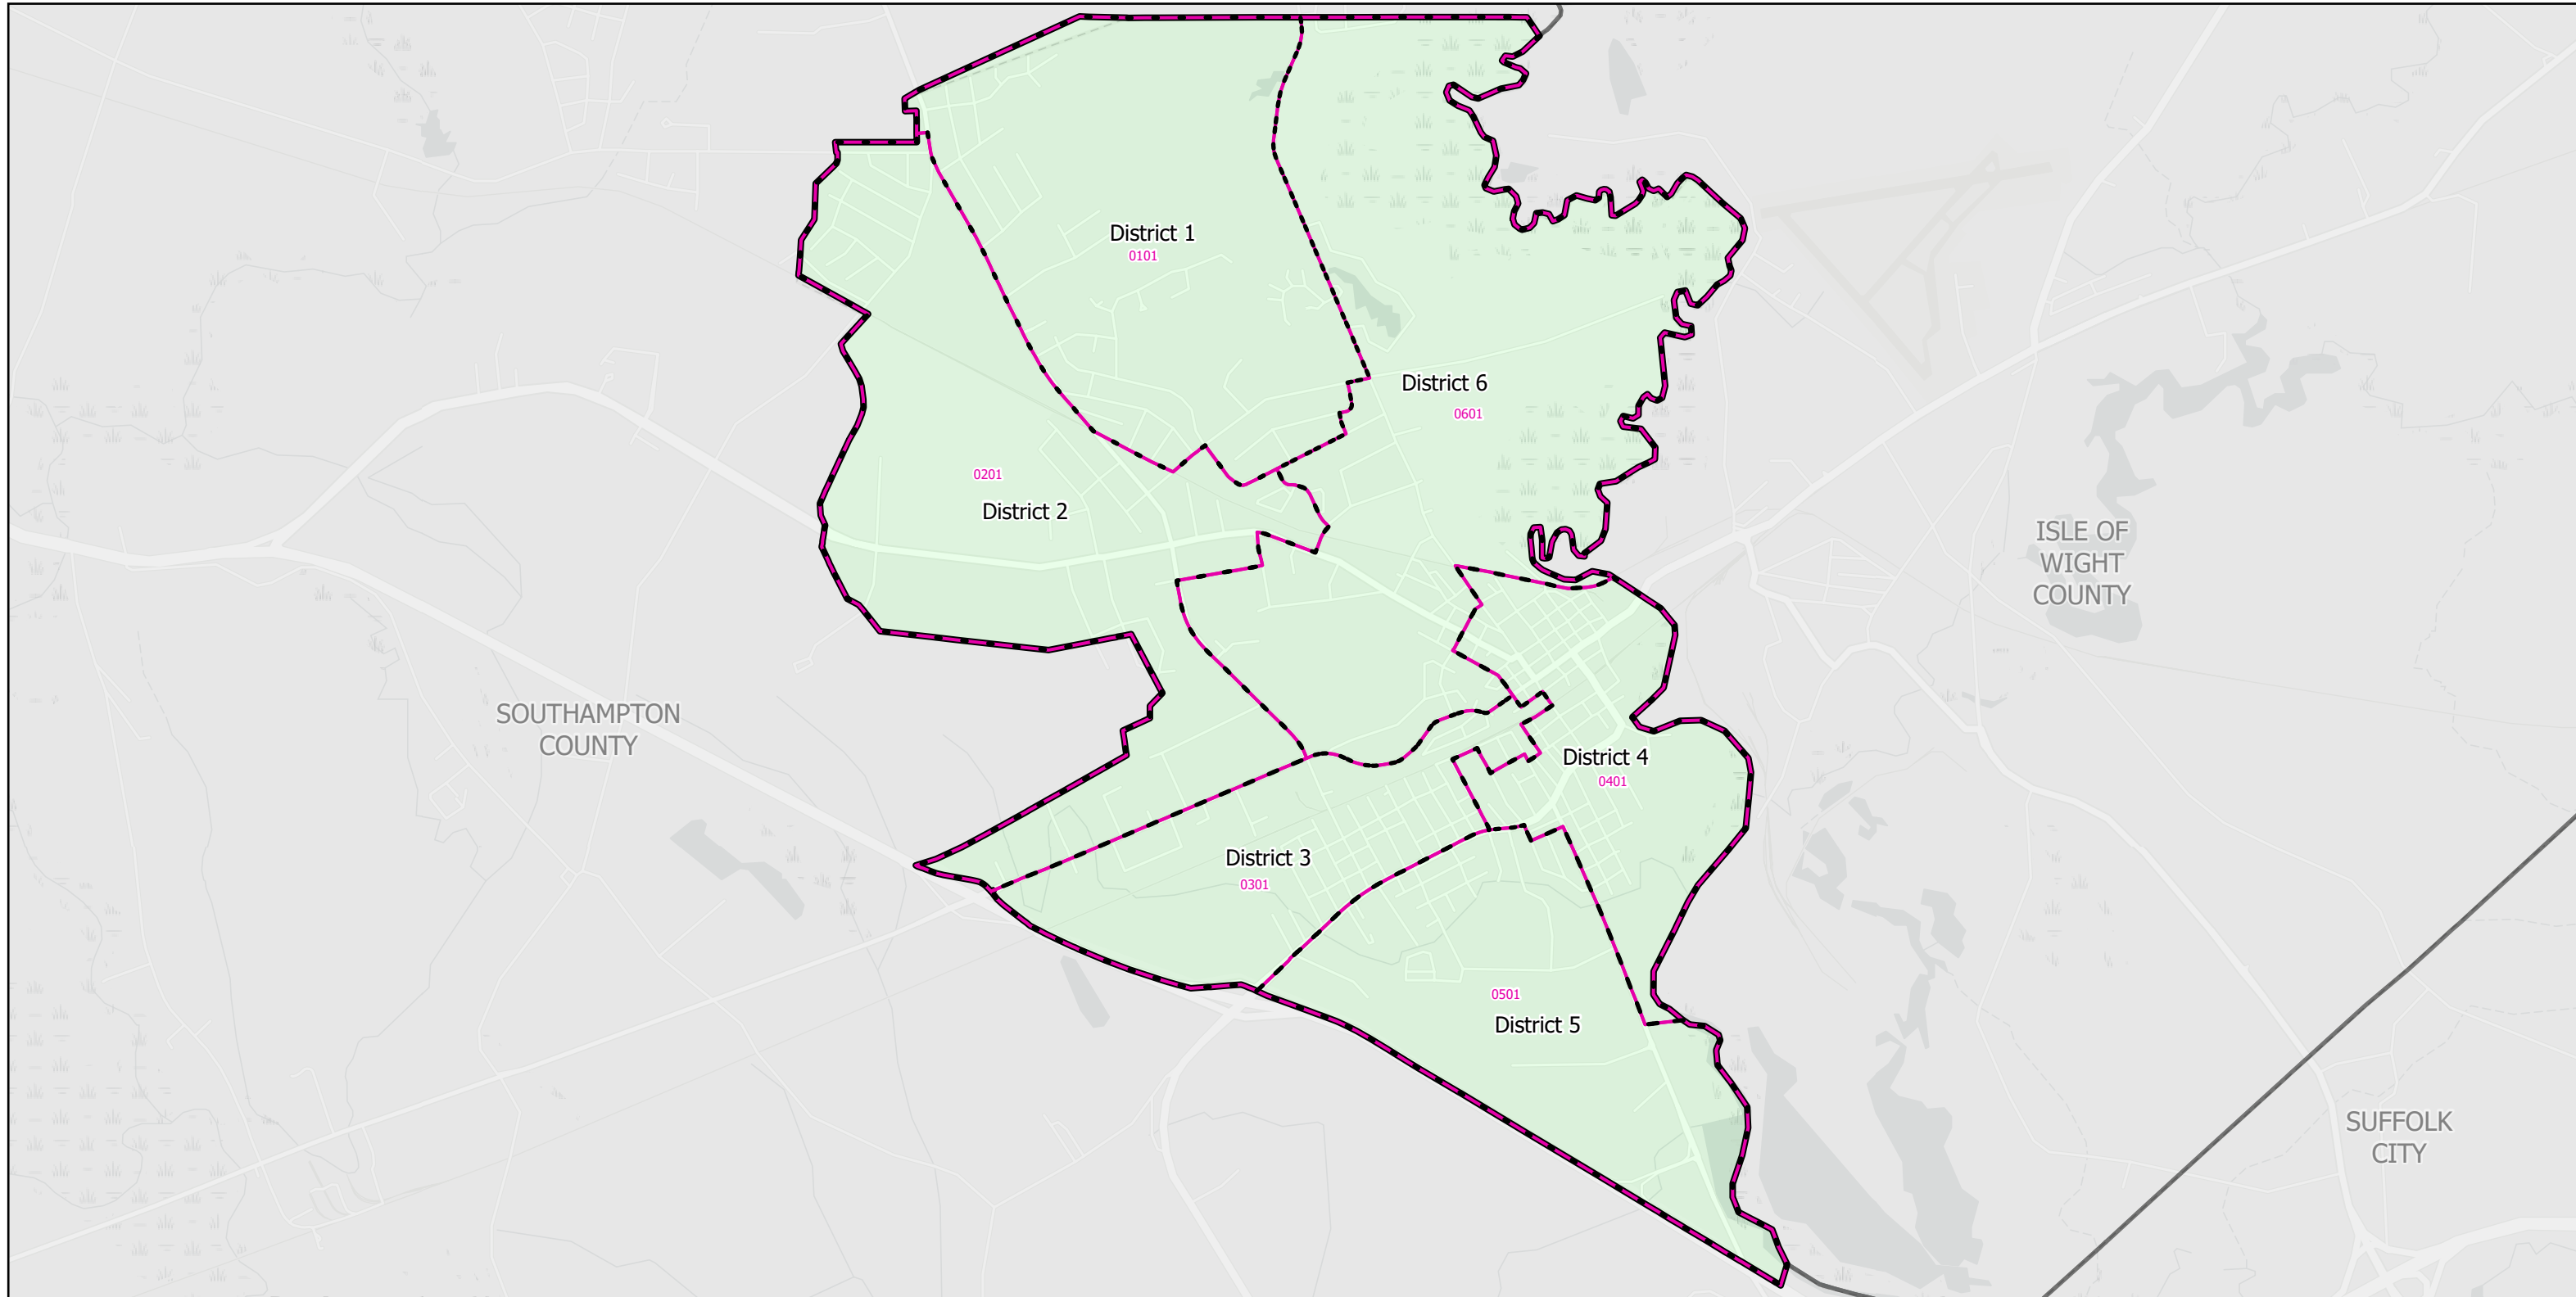 District 1
0101
District 6
0601
0201
District 2
ISLE OF
WIGHT
COUNTY
SOUTHAMPTON
COUNTY
District 4
0401
District 3
0301
0501
District 5
SUFFOLK
CITY